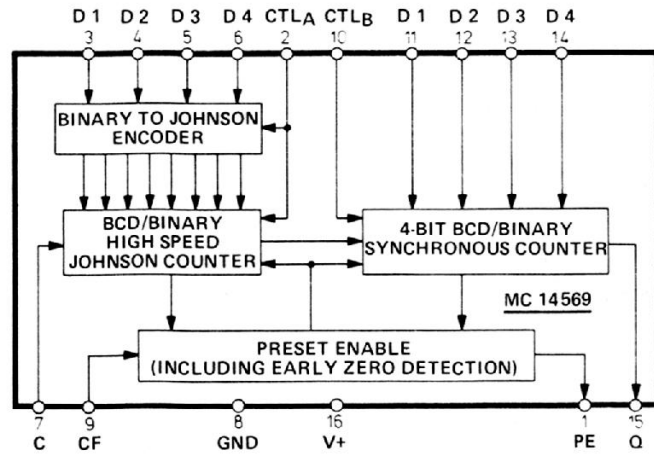 D1 D2 D3 D4 CTLA CTLB D1 D2 D3 D4
3 4 5 6 2 10 11 12 13 14
BINARY TO JOHNSON
ENCODER
BCD/BINARY
HIGH SPEED
JOHNSON COUNTER
4-BIT BCD/BINARY
SYNCHRONOUS COUNTER
MC 14569
PRESET ENABLE
(INCLUDING EARLY ZERO DETECTION)
7 9 8 16 1 15
C CF GND V+ PE Q